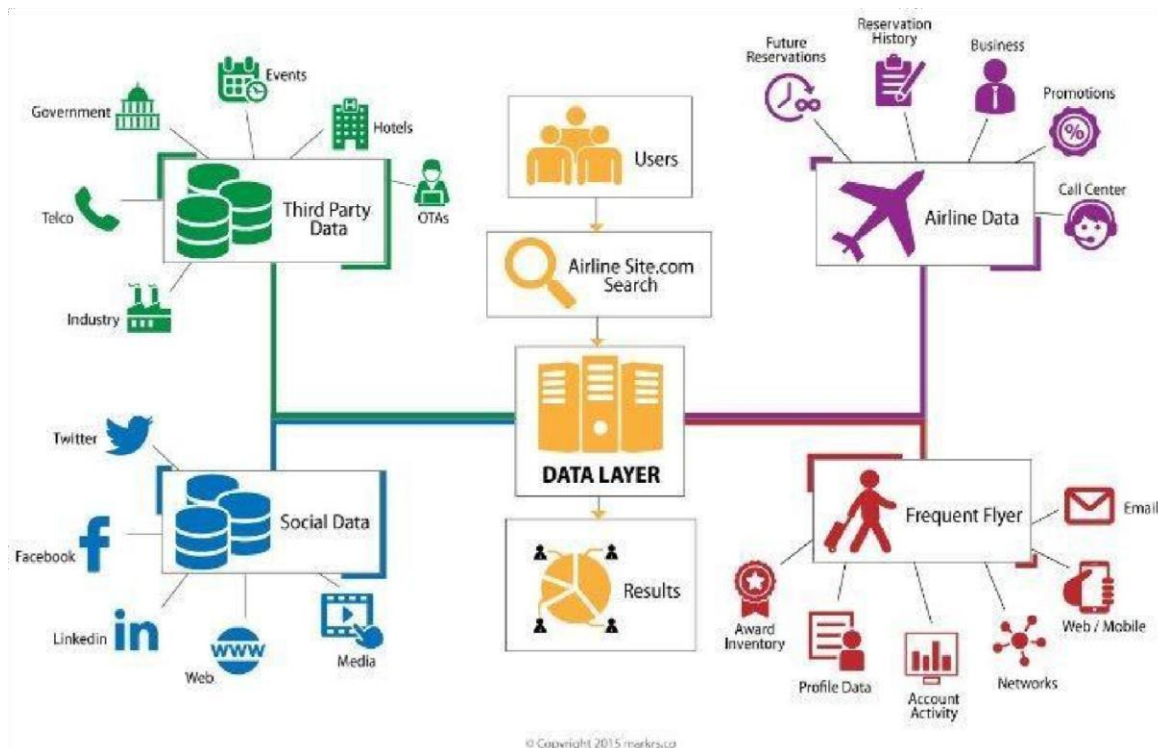 Government
Events
Hotels
Telco
OTAs
Industry
Third Party
Data
Users
Airline Site.com
Search
DATA LAYER
Results
Future
Reservations
Reservation
History
Business
Promotions
Call Center
Airline Data
%
Twitter
Facebook
f
Linkedin
in
Web
WWW
Media
Social Data
H
Frequent Flyer
Email
Web / Mobile
Networks
Account
Activity
Profile Data
Award
Inventory
© Copyright 2015 markrs.co